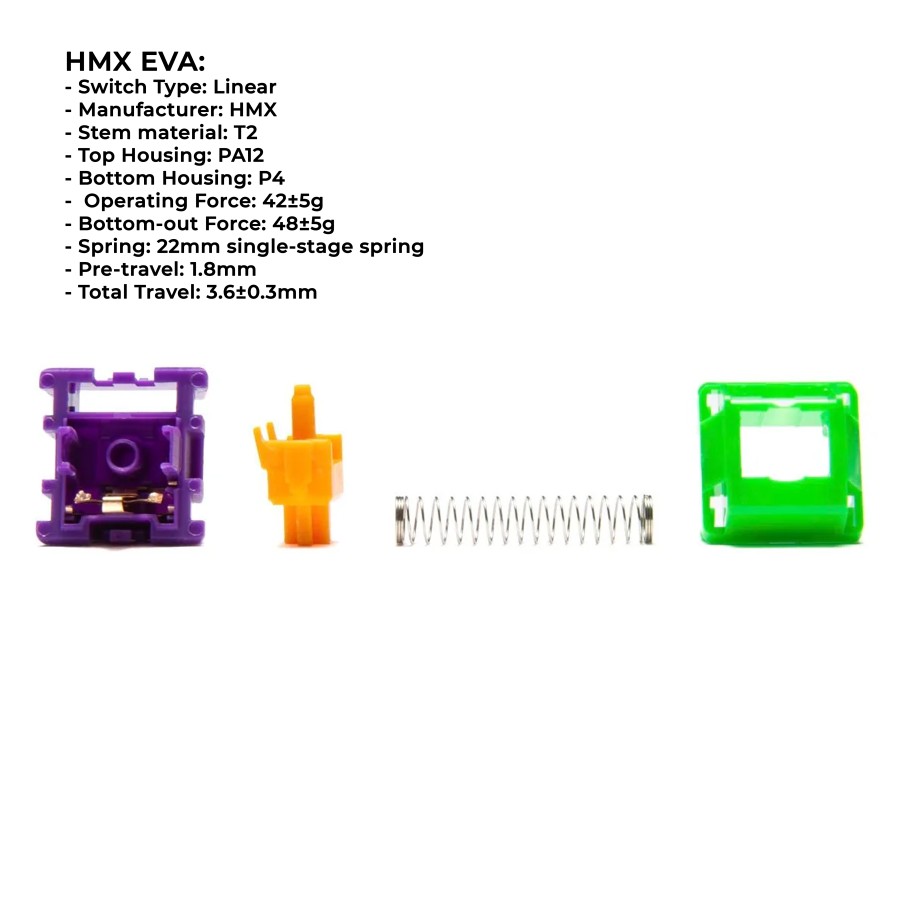 HMX EVA:
- Switch Type: Linear
- Manufacturer: HMX
- Stem material: T2
- Top Housing: PA12
- Bottom Housing: P4
-  Operating Force: 42±5g
- Bottom-out Force: 48±5g
- Spring: 22mm single-stage spring
- Pre-travel: 1.8mm
- Total Travel: 3.6±0.3mm